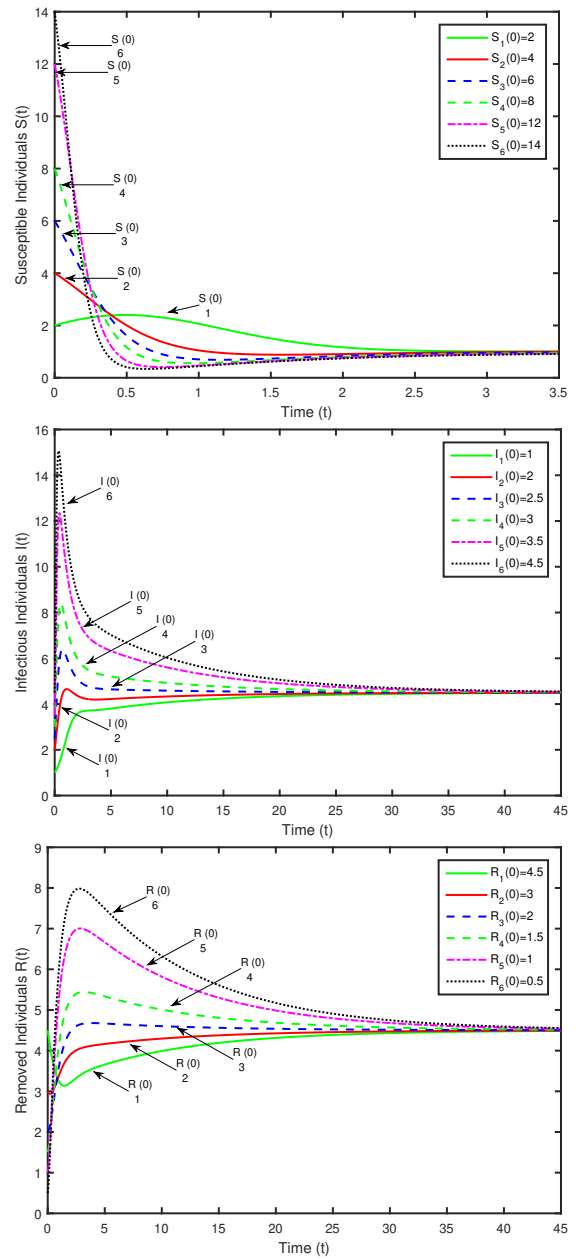 Susceptible Individuals S(t)
14
12
10
8
6
4
2
0
S (0)
6
S (0)
5
S (0)
4
S (0)
3
S (0)
2
S (0)
1
S1(0)=2
S2(0)=4
S3(0)=6
S4(0)=8
S5(0)=12
S6(0)=14
0 0.5 1 1.5 2 2.5 3 3.5
Time (t)
Infectious Individuals I(t)
16
14
12
10
8
6
4
2
0
I (0)
6
I (0)
5
I (0)
4
I (0)
3
I (0)
2
I (0)
1
I1(0)=1
I2(0)=2
I3(0)=2.5
I4(0)=3
I5(0)=3.5
I6(0)=4.5
0 5 10 15 20 25 30 35 40 45
Time (t)
Removed Individuals R(t)
9
8
7
6
5
4
3
2
1
0
R (0)
6
R (0)
5
R (0)
4
R (0)
3
R (0)
2
R (0)
1
R1(0)=4.5
R2(0)=3
R3(0)=2
R4(0)=1.5
R5(0)=1
R6(0)=0.5
0 5 10 15 20 25 30 35 40 45
Time (t)